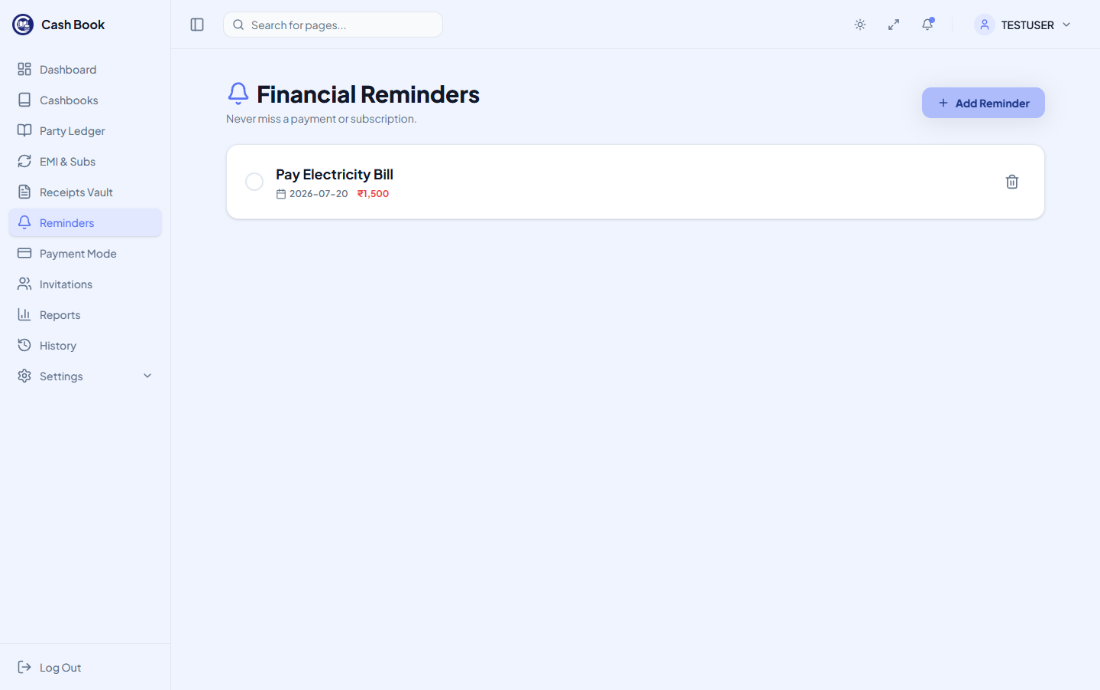 Cash Book
Search for pages...
TESTUSER
Dashboard
Cashbooks
Party Ledger
EMI & Subs
Receipts Vault
Reminders
Payment Mode
Invitations
Reports
History
Settings
Log Out
Financial Reminders
Never miss a payment or subscription.
+ Add Reminder
Pay Electricity Bill
2026-07-20 ₹1,500